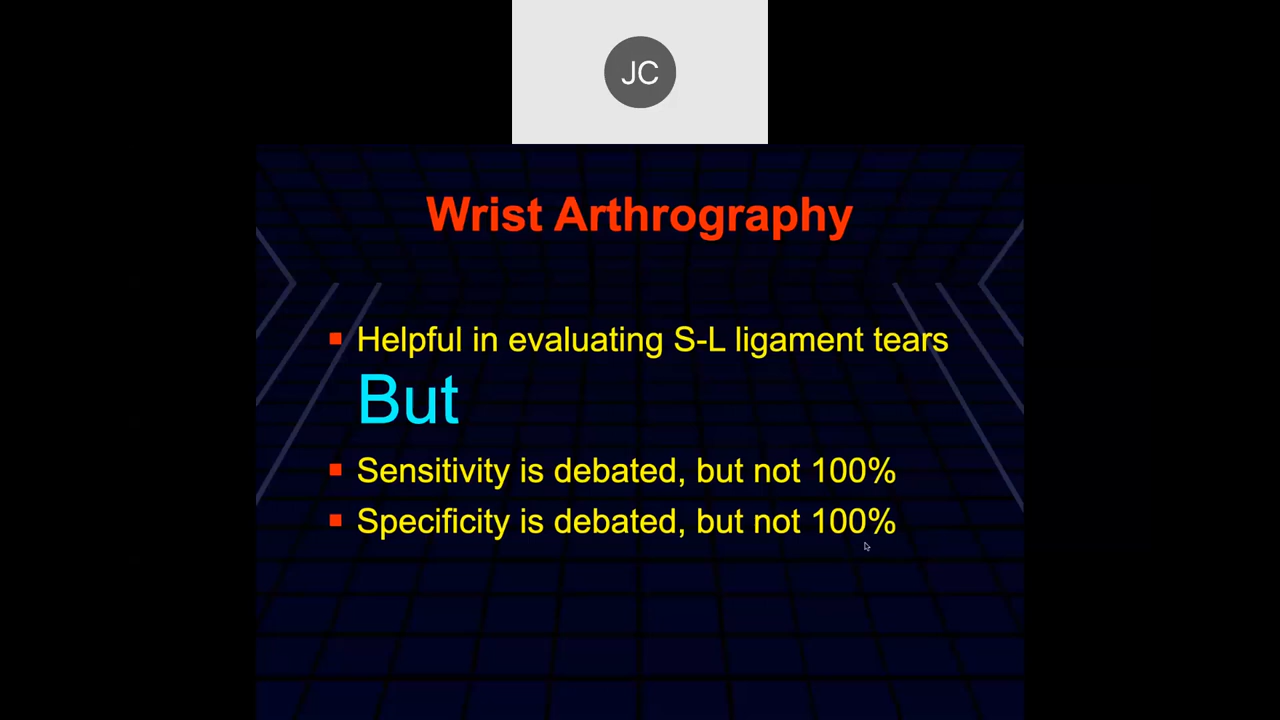 JC
Wrist Arthrography
Helpful in evaluating S-L ligament tears
But
Sensitivity is debated, but not 100%
Specificity is debated, but not 100%